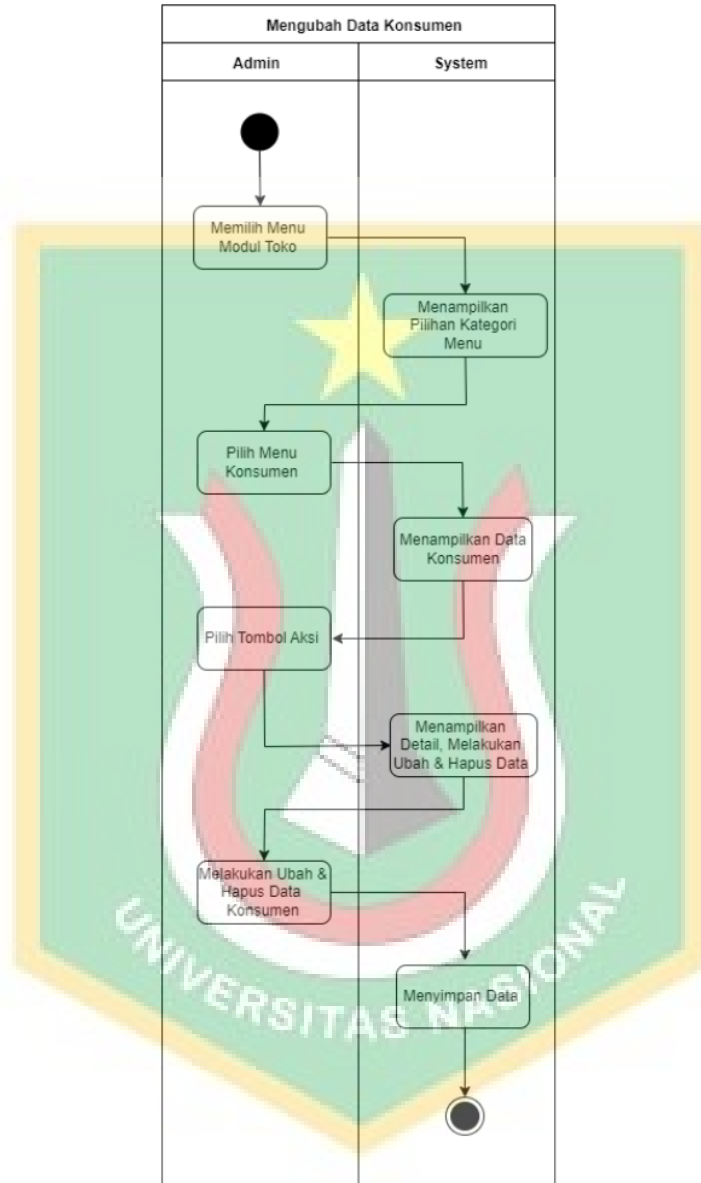 Mengubah Data Konsumen
Admin
System
Memilih Menu
Modul Toko
Menampilkan
Pilihan Kategori
Menu
Pilih Menu
Konsumen
Menampilkan Data
Konsumen
Pilih Tombol Aksi
Menampilkan
Detail, Melakukan
Ubah & Hapus Data
Melakukan Ubah &
Hapus Data
Konsumen
Menyimpan Data
UNIVERSITAS NASIONAL